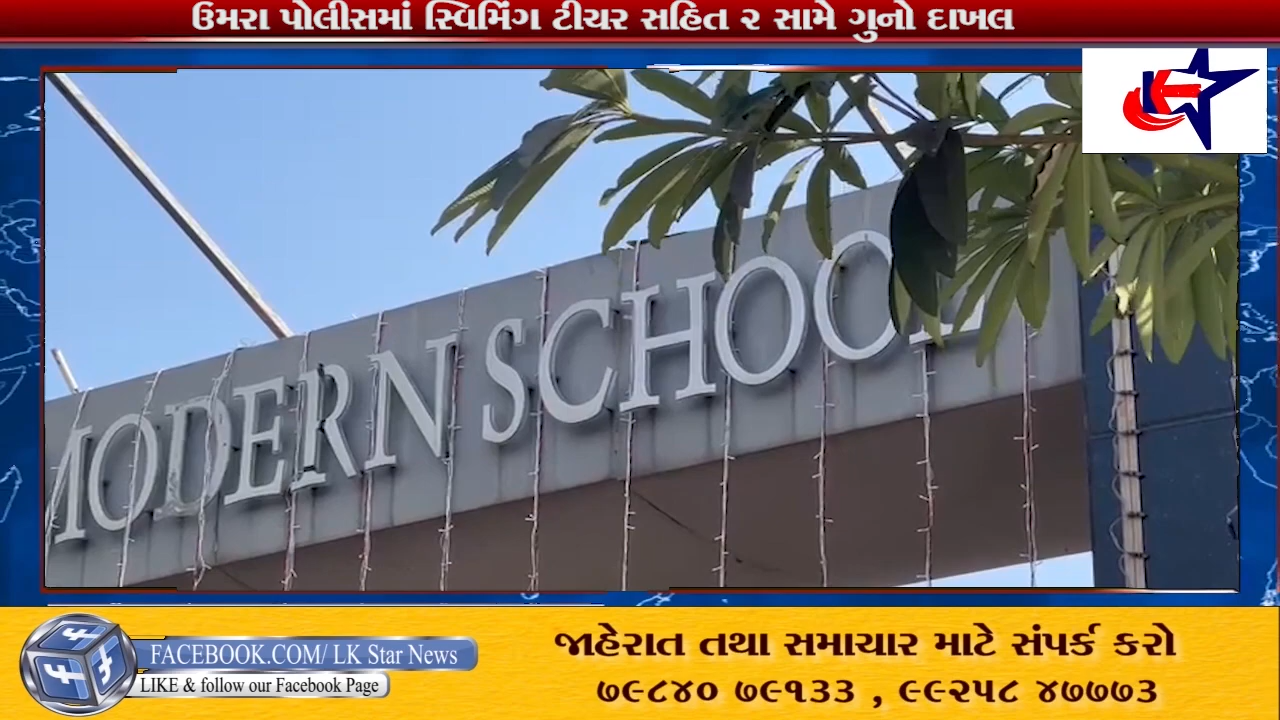 ઉમરા પોલીસમાં સ્વિમિંગ ટીચર સહિત ૨ સામે ગુનો દાખલ
MODERN SCHOOL
FACEBOOK.COM/ LK Star News
LIKE & follow our Facebook Page
જાહેરાત તથા સમાચાર માટે સંપર્ક કરો
૭૯૮૪૦ ૭૯૧૩૩ , ૯૯૨૫૮ ૪૭૭૭૩